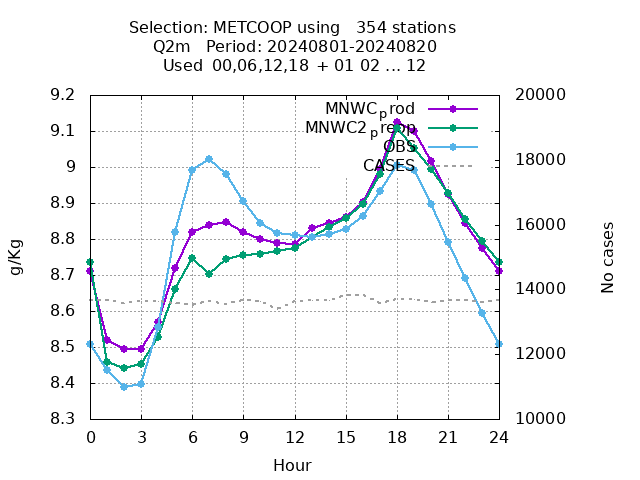 Selection: METCOOP using   354 stations
Q2m   Period: 20240801-20240820
Used  00,06,12,18 + 01 02 ... 12
9.2
9.1
9
8.9
8.8
8.7
8.6
8.5
8.4
8.3
20000
18000
16000
14000
12000
10000
0 3 6 9 12 15 18 21 24
Hour
g/Kg
No cases
MNWCprod
MNWC2preop
OBS
CASES